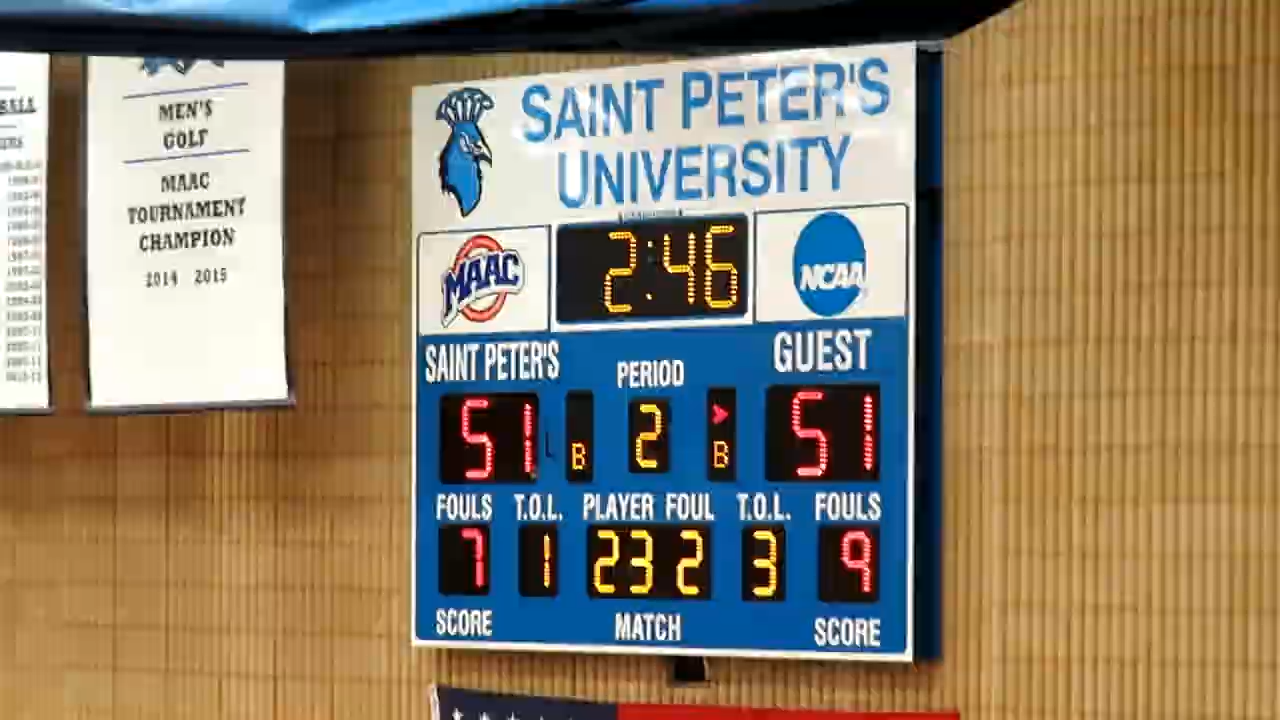 BALL
MEN'S
GOLF
MAAC
TOURNAMENT
CHAMPION
2014 2015
SAINT PETER'S
UNIVERSITY
MAAC
2:46
NCAA
SAINT PETER'S
PERIOD
GUEST
51
B
2
B
51
FOULS T.O.L. PLAYER FOUL T.O.L. FOULS
7 1 23 2 3 9
SCORE MATCH SCORE